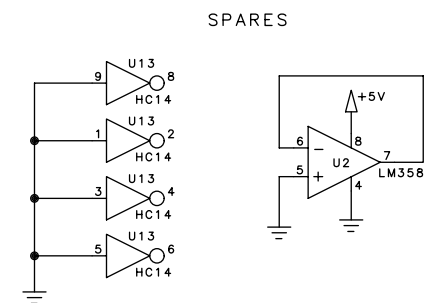 SPARES
U13
9 8
HC14
U13
1 2
HC14
U13
3 4
HC14
U13
5 6
HC14
+5V
8
6 −
U2
7
5 +
LM358
4